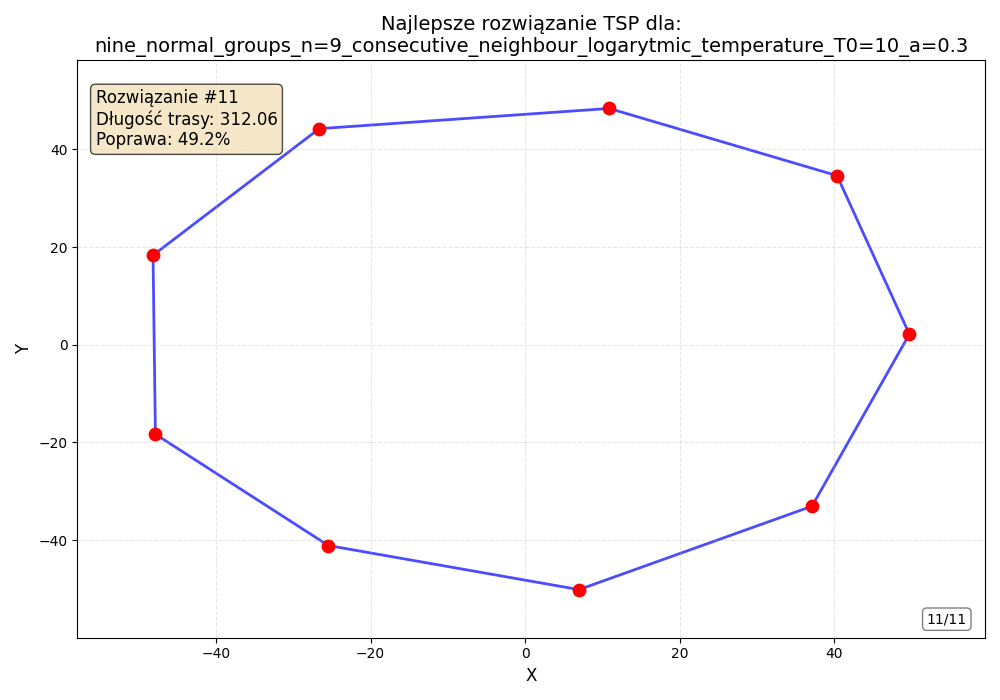 Najlepsze rozwiązanie TSP dla:
nine_normal_groups_n=9_consecutive_neighbour_logarytmic_temperature_T0=10_a=0.3
Rozwiązanie #11
Długość trasy: 312.06
Poprawa: 49.2%
40
20
0
−20
−40
Y
11/11
−40
−20
0
20
40
X